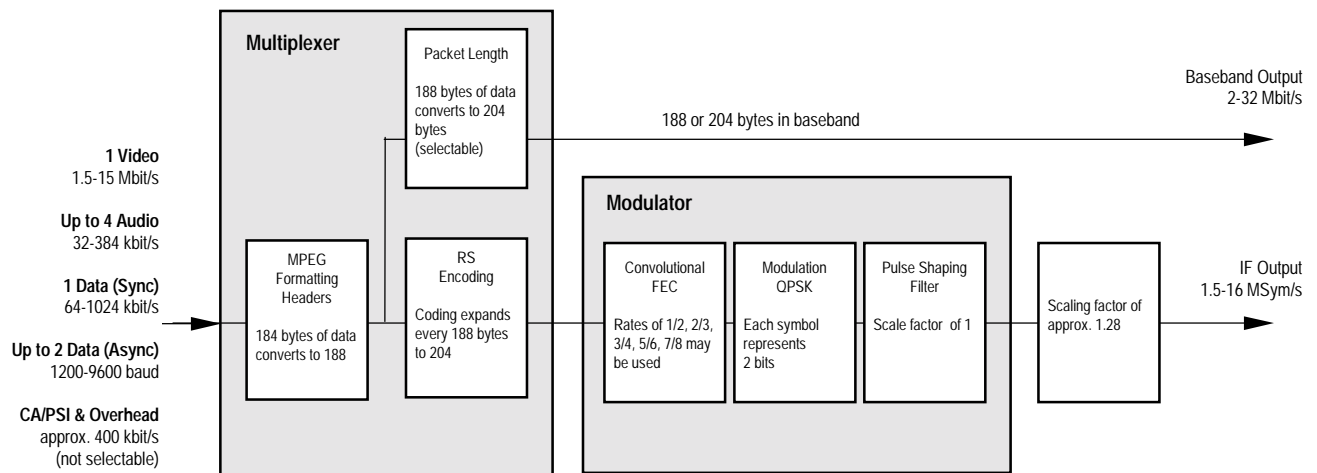 Multiplexer
Packet Length
188 bytes of data
converts to 204
bytes
(selectable)
Baseband Output
2-32 Mbit/s
188 or 204 bytes in baseband
1 Video
1.5-15 Mbit/s
Up to 4 Audio
32-384 kbit/s
1 Data (Sync)
64-1024 kbit/s
Up to 2 Data (Async)
1200-9600 baud
CA/PSI & Overhead
approx. 400 kbit/s
(not selectable)
MPEG
Formatting
Headers
184 bytes of data
converts to 188
RS
Encoding
Coding expands
every 188 bytes
to 204
Modulator
Convolutional
FEC
Rates of 1/2, 2/3,
3/4, 5/6, 7/8 may
be used
Modulation
QPSK
Each symbol
represents
2 bits
Pulse Shaping
Filter
Scale factor of 1
Scaling factor of
approx. 1.28
IF Output
1.5-16 MSym/s